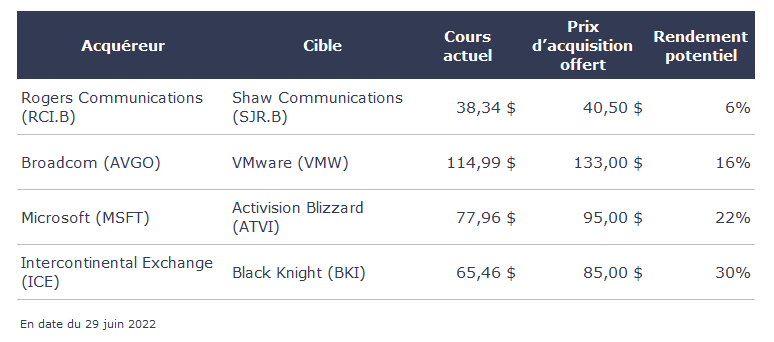 Acquéreur Cible Cours actuel Prix d’acquisition offert Rendement potentiel
Rogers Communications (RCI.B) Shaw Communications (SJR.B) 38,34 $ 40,50 $ 6%
Broadcom (AVGO) VMware (VMW) 114,99 $ 133,00 $ 16%
Microsoft (MSFT) Activision Blizzard (ATVI) 77,96 $ 95,00 $ 22%
Intercontinental Exchange (ICE) Black Knight (BKI) 65,46 $ 85,00 $ 30%
En date du 29 juin 2022